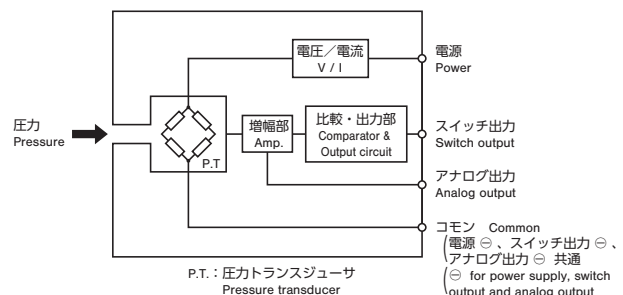 電圧／電流
V / I
電源
Power
圧力
Pressure
P.T
増幅部
Amp.
比較・出力部
Comparator &
Output circuit
スイッチ出力
Switch output
アナログ出力
Analog output
コモン Common
(電源 ⊖ 、スイッチ出力 ⊖ 、
アナログ出力 ⊖ 共通
(⊖ for power supply, switch
output and analog output
P.T.：圧力トランスジューサ
Pressure transducer